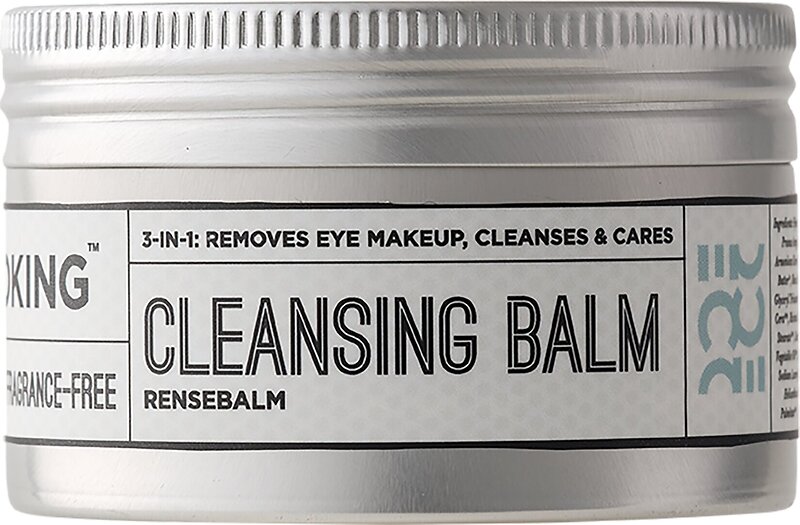 OKING™
FRAGRANCE-FREE
3-IN-1: REMOVES EYE MAKEUP, CLEANSES & CARES
CLEANSING BALM
RENSEBALM